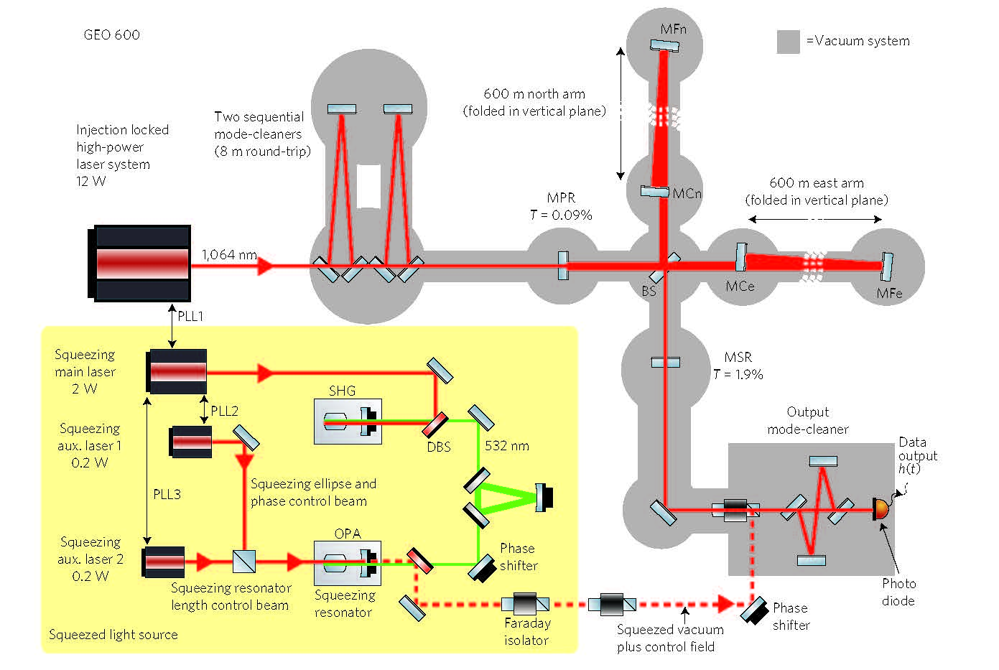 GEO 600
=Vacuum system
MFn
600 m north arm
(folded in vertical plane)
Two sequential
mode-cleaners
(8 m round-trip)
Injection locked
high-power
laser system
12 W
MCn
600 m east arm
(folded in vertical plane)
MPR
T = 0.09%
1,064 nm
BS
MCe
MFe
PLL1
Squeezing
main laser
2 W
MSR
T = 1.9%
SHG
PLL2
Squeezing
aux. laser 1
0.2 W
DBS
532 nm
Output
mode-cleaner
Data
output
h(t)
Squeezing ellipse and
phase control beam
PLL3
OPA
Squeezing
aux. laser 2
0.2 W
Phase
shifter
Squeezing resonator
length control beam
Squeezing
resonator
Photo
diode
Faraday
isolator
Squeezed vacuum
plus control field
Phase
shifter
Squeezed light source